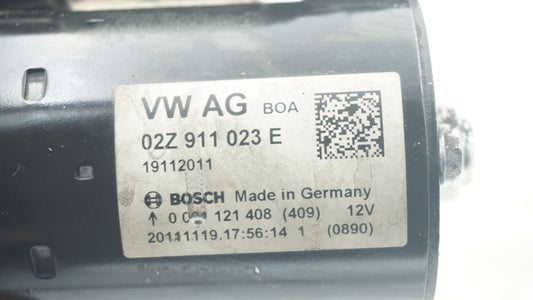 VW AG BOA
02Z 911 023 E
19112011
BOSCH Made in Germany
↑ 0 121 408 (409) 12V
20111119.17:56:14 1 (0890)